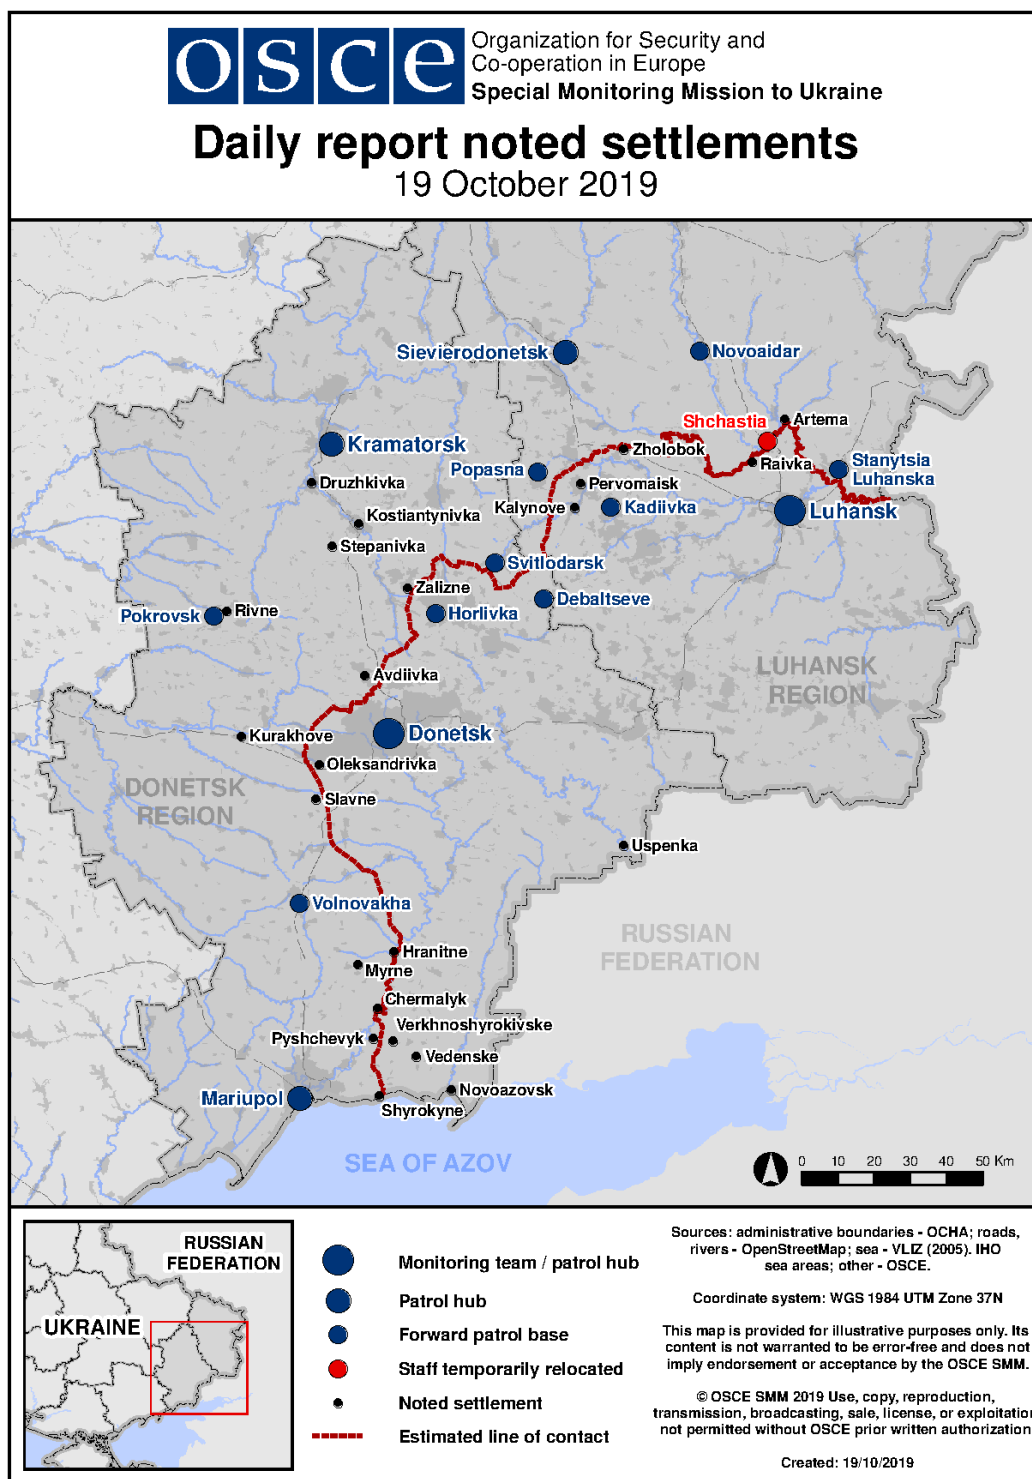 osce
Organization for Security and
Co-operation in Europe
Special Monitoring Mission to Ukraine
Daily report noted settlements
19 October 2019
Sievierodonetsk
Novoaidar
Shchastia
Artema
Kramatorsk
Zholobok
Raivka
Stanytsia
Luhanska
Popasna
Druzhkivka
Pervomaisk
Kalynove
Kadiivka
Luhansk
Kostiantynivka
Stepanivka
Svitlodarsk
Zalizne
Debaltseve
Pokrovsk
Rivne
Horlivka
LUHANSK
REGION
Avdiivka
Kurakhove
Donetsk
Oleksandrivka
DONETSK
REGION
Slavne
Uspenka
Volnovakha
RUSSIAN
FEDERATION
Hranitne
Myrne
Chermalyk
Verkhnoshyrokivske
Pyshchevyk
Vedenske
Mariupol
Novoazovsk
Shyrokyne
SEA OF AZOV
0 10 20 30 40 50 Km
RUSSIAN
FEDERATION
UKRAINE
Monitoring team / patrol hub
Patrol hub
Forward patrol base
Staff temporarily relocated
Noted settlement
Estimated line of contact
Sources: administrative boundaries - OCHA; roads,
rivers - OpenStreetMap; sea - VLIZ (2005). IHO
sea areas; other - OSCE.
Coordinate system: WGS 1984 UTM Zone 37N
This map is provided for illustrative purposes only. Its
content is not warranted to be error-free and does not
imply endorsement or acceptance by the OSCE SMM.
© OSCE SMM 2019 Use, copy, reproduction,
transmission, broadcasting, sale, license, or exploitation
not permitted without OSCE prior written authorization
Created: 19/10/2019